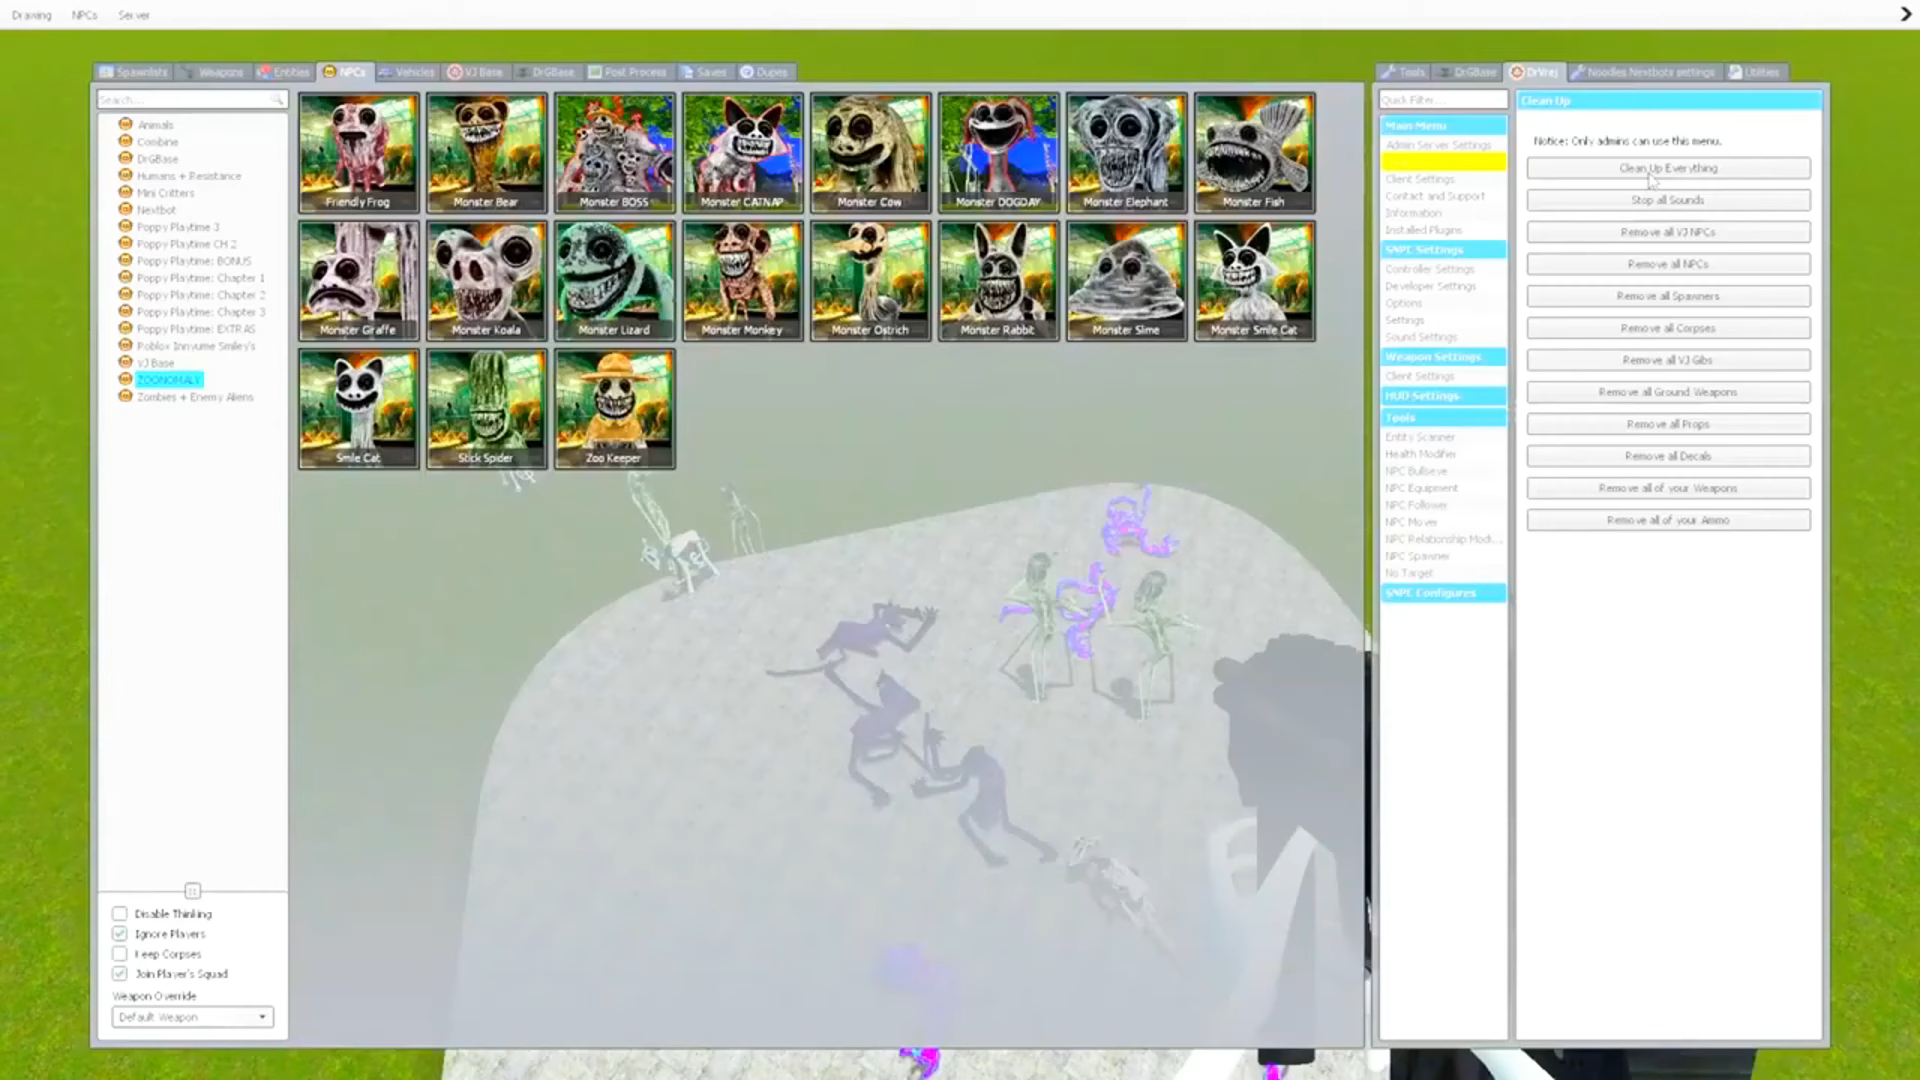 Drawing NPCs Server
Spawnlists Weapons Entities NPCs Vehicles VJ Base DrGBase Post Process Saves Dupes
Search...
Animals
Combine
DrGBase
Humans + Resistance
Mini Critters
Nextbot
Poppy Playtime 3
Poppy Playtime CH 2
Poppy Playtime: BONUS
Poppy Playtime: Chapter 1
Poppy Playtime: Chapter 2
Poppy Playtime: Chapter 3
Poppy Playtime: EXTRAS
Roblox Innyume Smiley's
VJ Base
ZOONOMALY
Zombies + Enemy Aliens
Disable Thinking
Ignore Players
Keep Corpses
Join Player's Squad
Weapon Override
Default Weapon
Friendly Frog Monster Bear Monster BOSS Monster CATNAP Monster Cow Monster DOGDAY Monster Elephant Monster Fish
Monster Giraffe Monster Koala Monster Lizard Monster Monkey Monster Ostrich Monster Rabbit Monster Slime Monster Smile Cat
Smile Cat Stick Spider Zoo Keeper
Tools DrGBase DrVrej Noodles Nextbots settings Utilities
Quick Filter...
Main Menu
Admin Server Settings
Client Settings
Contact and Support
Information
Installed Plugins
SNPC Settings
Controller Settings
Developer Settings
Options
Settings
Sound Settings
Weapon Settings
Client Settings
HUD Settings
Tools
Entity Scanner
Health Modifier
NPC Bullseye
NPC Equipment
NPC Follower
NPC Mover
NPC Relationship Modi...
NPC Spawner
No Target
SNPC Configures
Clean Up
Notice: Only admins can use this menu.
Clean Up Everything
Stop all Sounds
Remove all VJ NPCs
Remove all NPCs
Remove all Spawners
Remove all Corpses
Remove all VJ Gibs
Remove all Ground Weapons
Remove all Props
Remove all Decals
Remove all of your Weapons
Remove all of your Ammo